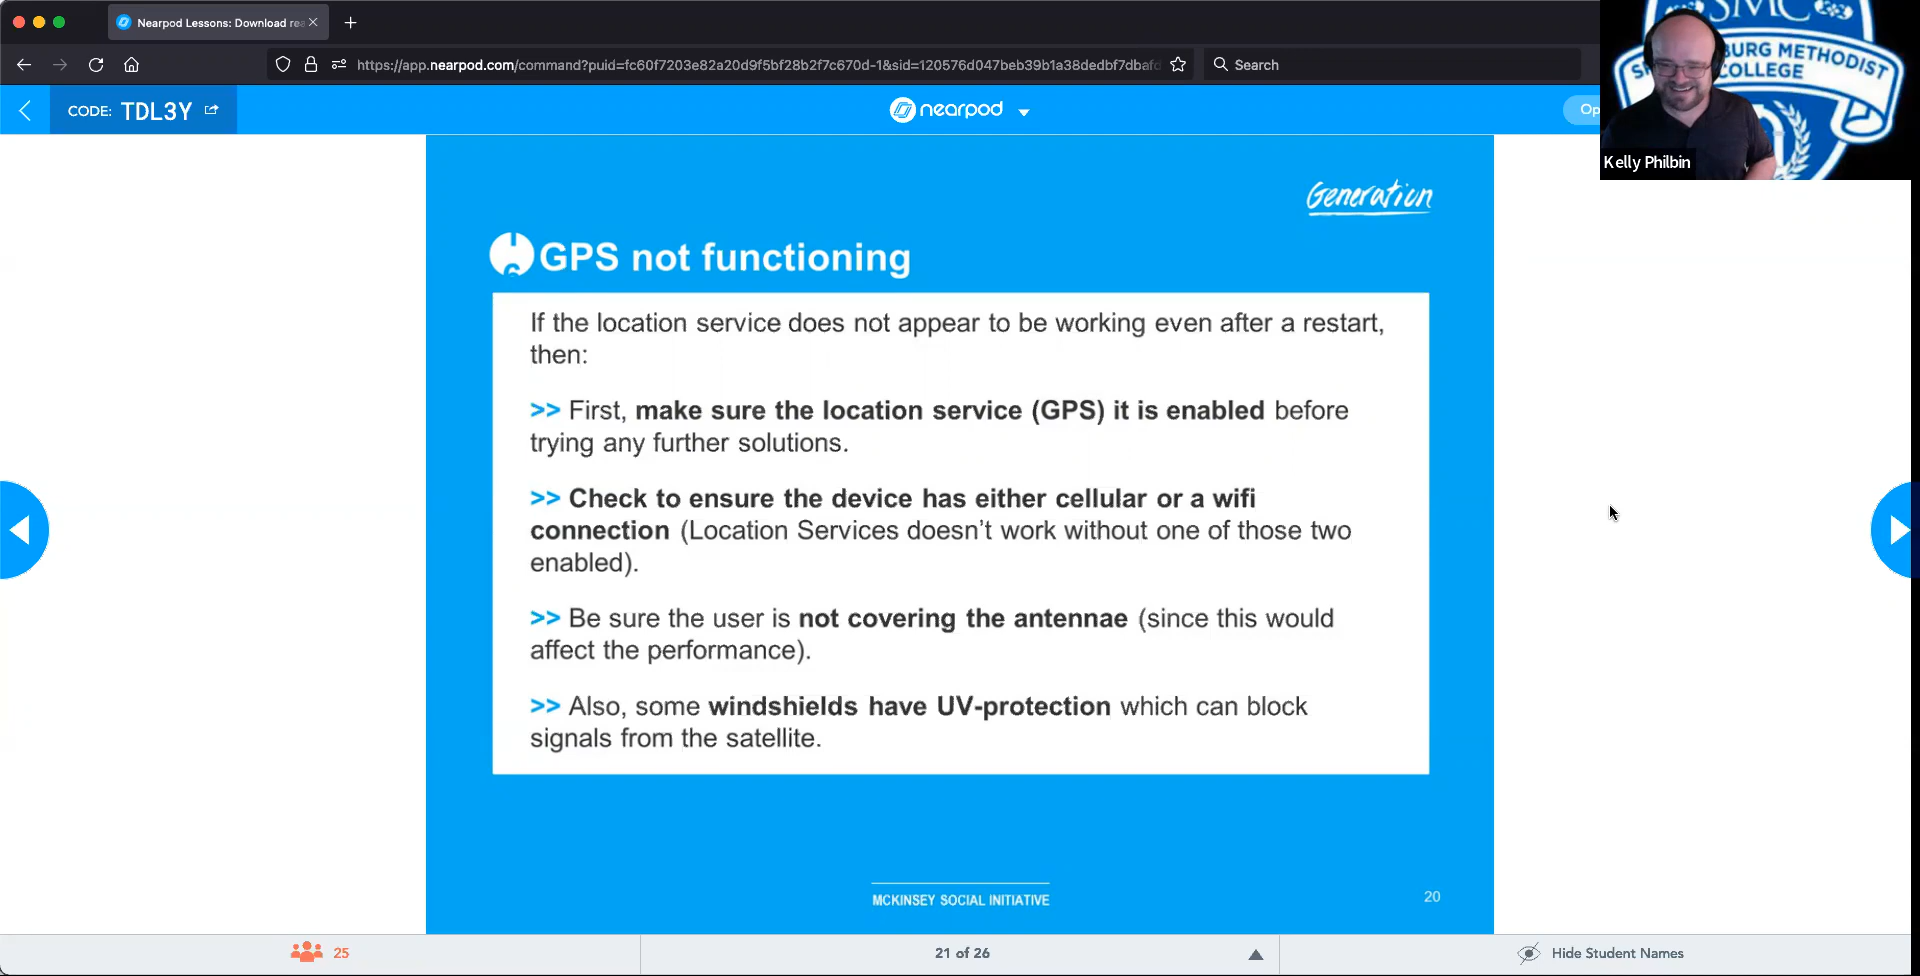 Nearpod Lessons: Download rea
https://app.nearpod.com/command?puid=fc60f7203e82a20d9f5bf28b2f7c670d-1&sid=120576d047beb39b1a38dedbf7dbafd
Search
SMC
BURG METHODIST
COLLEGE
Kelly Philbin
CODE: TDL3Y
nearpod
Op
Generation
GPS not functioning
If the location service does not appear to be working even after a restart,
then:
>> First, make sure the location service (GPS) it is enabled before
trying any further solutions.
>> Check to ensure the device has either cellular or a wifi
connection (Location Services doesn't work without one of those two
enabled).
>> Be sure the user is not covering the antennae (since this would
affect the performance).
>> Also, some windshields have UV-protection which can block
signals from the satellite.
MCKINSEY SOCIAL INITIATIVE
20
25
21 of 26
Hide Student Names